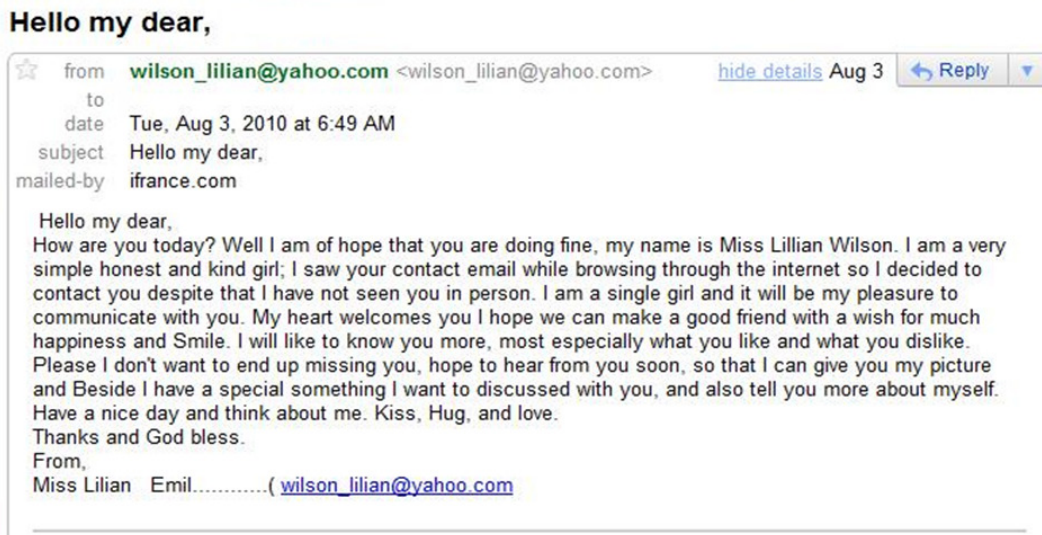 Hello my dear,
from wilson_lilian@yahoo.com <wilson_lilian@yahoo.com> hide details Aug 3 Reply
to
date Tue, Aug 3, 2010 at 6:49 AM
subject Hello my dear,
mailed-by ifrance.com
Hello my dear,
How are you today? Well I am of hope that you are doing fine, my name is Miss Lillian Wilson. I am a very
simple honest and kind girl; I saw your contact email while browsing through the internet so I decided to
contact you despite that I have not seen you in person. I am a single girl and it will be my pleasure to
communicate with you. My heart welcomes you I hope we can make a good friend with a wish for much
happiness and Smile. I will like to know you more, most especially what you like and what you dislike.
Please I don't want to end up missing you, hope to hear from you soon, so that I can give you my picture
and Beside I have a special something I want to discussed with you, and also tell you more about myself.
Have a nice day and think about me. Kiss, Hug, and love.
Thanks and God bless.
From,
Miss Lilian Emil............( wilson_lilian@yahoo.com